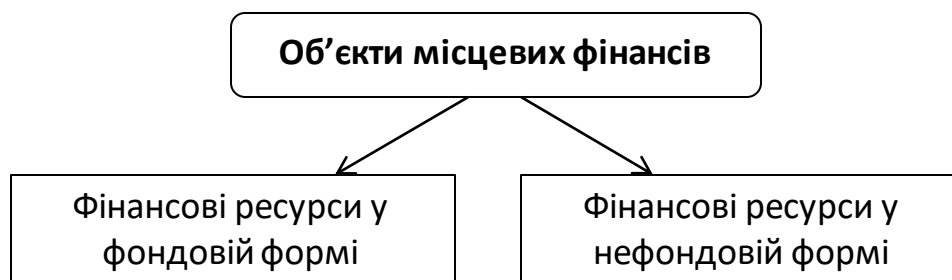 Об’єкти місцевих фінансів
Фінансові ресурси у
фондовій формі
Фінансові ресурси у
нефондовій формі